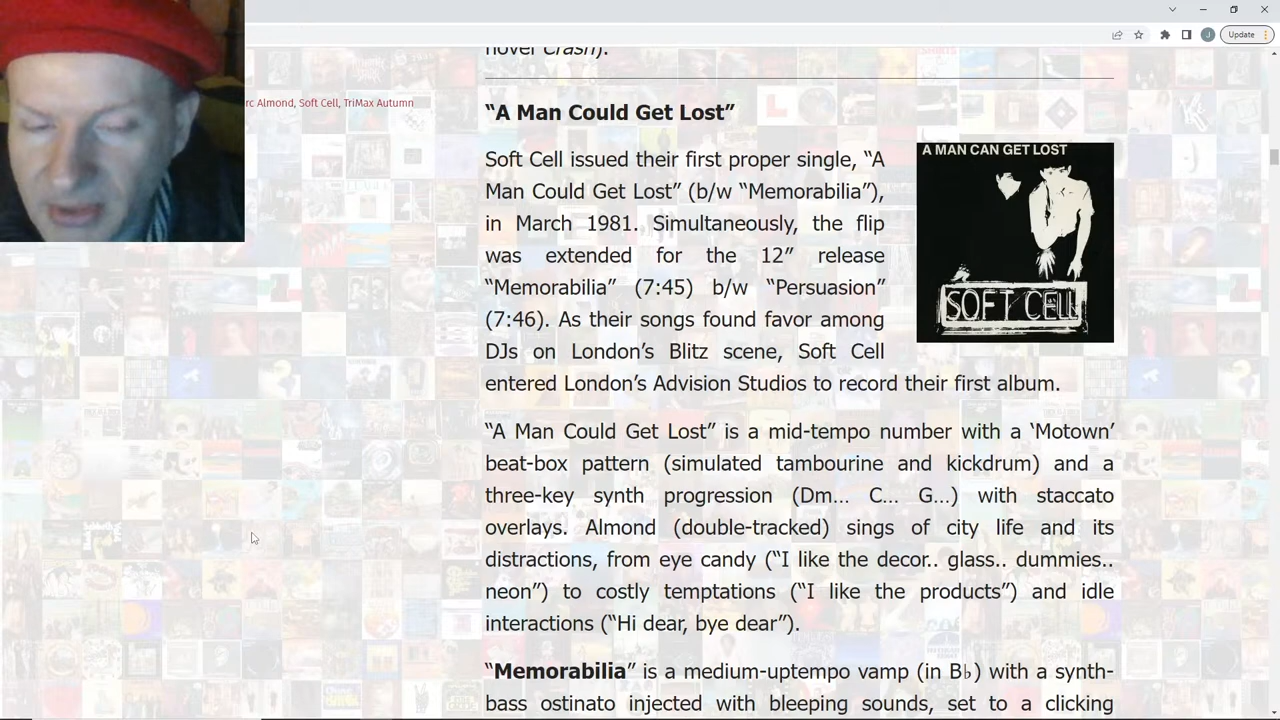 Update
novel Crash).
rc Almond, Soft Cell, TriMax Autumn
“A Man Could Get Lost”
Soft Cell issued their first proper single, “A
Man Could Get Lost” (b/w “Memorabilia”),
in March 1981. Simultaneously, the flip
was extended for the 12” release
“Memorabilia” (7:45) b/w “Persuasion”
(7:46). As their songs found favor among
DJs on London’s Blitz scene, Soft Cell
entered London’s Advision Studios to record their first album.
A MAN CAN GET LOST
SOFT CELL
“A Man Could Get Lost” is a mid-tempo number with a ‘Motown’
beat-box pattern (simulated tambourine and kickdrum) and a
three-key synth progression (Dm… C… G…) with staccato
overlays. Almond (double-tracked) sings of city life and its
distractions, from eye candy (“I like the decor.. glass.. dummies..
neon”) to costly temptations (“I like the products”) and idle
interactions (“Hi dear, bye dear”).
“Memorabilia” is a medium-uptempo vamp (in B♭) with a synth-
bass ostinato injected with bleeping sounds, set to a clicking